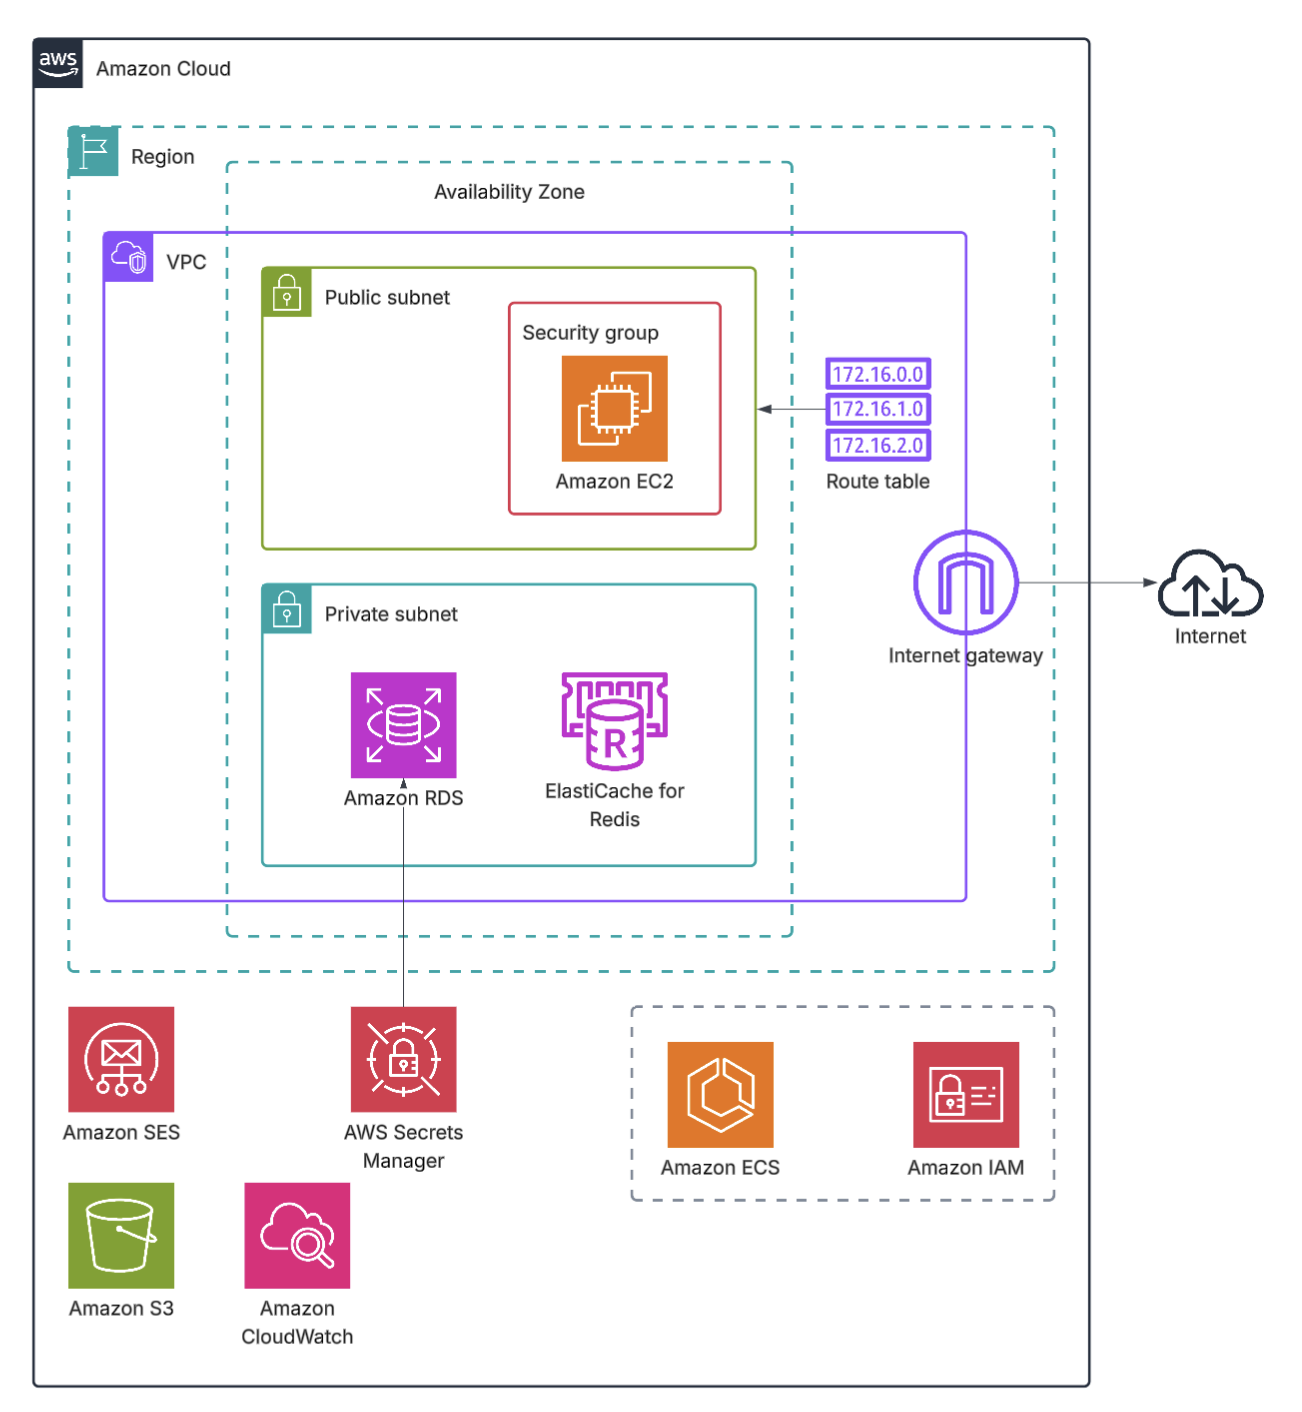 aws
Amazon Cloud
Region
Availability Zone
VPC
Public subnet
Security group
Amazon EC2
172.16.0.0
172.16.1.0
172.16.2.0
Route table
Internet gateway
Internet
Private subnet
Amazon RDS
R
ElastiCache for
Redis
Amazon SES
AWS Secrets
Manager
Amazon ECS
Amazon IAM
Amazon S3
Amazon
CloudWatch